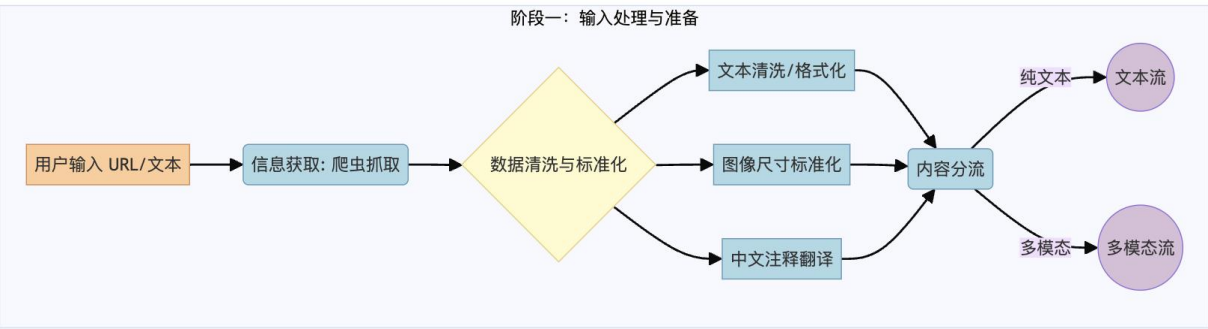 阶段一：输入处理与准备
用户输入 URL/文本
信息获取: 爬虫抓取
数据清洗与标准化
文本清洗/格式化
图像尺寸标准化
中文注释翻译
内容分流
纯文本
文本流
多模态
多模态流